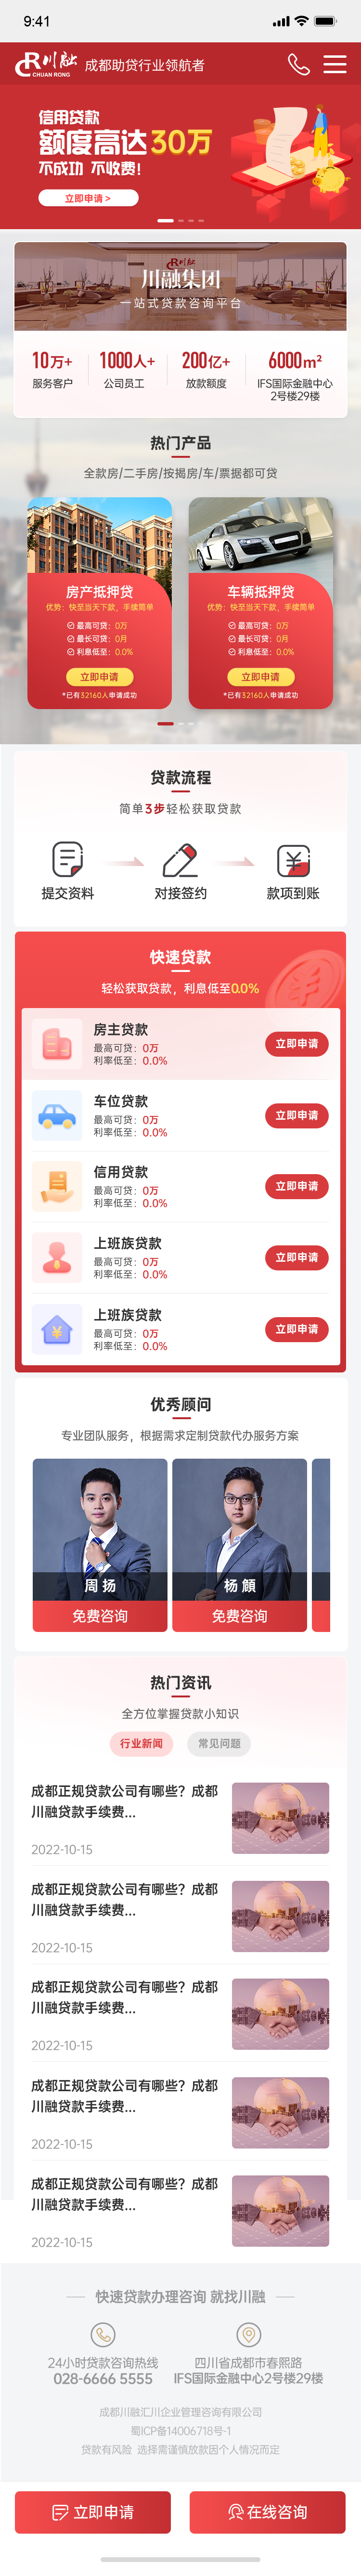 9:41
川融
CHUAN RONG
成都助贷行业领航者
信用贷款
额度高达30万
不成功 不收费!
立即申请 >
川融
川融集团
一站式贷款咨询平台
10万+ 1000人+ 200亿+ 6000m²
服务客户 公司员工 放款额度 IFS国际金融中心
2号楼29楼
热门产品
全款房/二手房/按揭房/车/票据都可贷
房产抵押贷 车辆抵押贷
优势：快至当天下款，手续简单 优势：快至当天下款，手续简单
最高可贷：0万 最高可贷：0万
最长可贷：0月 最长可贷：0月
利息低至：0.0% 利息低至：0.0%
立即申请 立即申请
*已有32160人申请成功 *已有32160人申请成功
贷款流程
简单3步轻松获取贷款
提交资料 对接签约 款项到账
快速贷款
轻松获取贷款，利息低至0.0%
房主贷款
最高可贷：0万
利率低至：0.0%
立即申请
车位贷款
最高可贷：0万
利率低至：0.0%
立即申请
信用贷款
最高可贷：0万
利率低至：0.0%
立即申请
上班族贷款
最高可贷：0万
利率低至：0.0%
立即申请
上班族贷款
最高可贷：0万
利率低至：0.0%
立即申请
优秀顾问
专业团队服务，根据需求定制贷款代办服务方案
周 扬 杨 頠
免费咨询 免费咨询
热门资讯
全方位掌握贷款小知识
行业新闻 常见问题
成都正规贷款公司有哪些？成都
川融贷款手续费...
2022-10-15
成都正规贷款公司有哪些？成都
川融贷款手续费...
2022-10-15
成都正规贷款公司有哪些？成都
川融贷款手续费...
2022-10-15
成都正规贷款公司有哪些？成都
川融贷款手续费...
2022-10-15
成都正规贷款公司有哪些？成都
川融贷款手续费...
2022-10-15
快速贷款办理咨询 就找川融
24小时贷款咨询热线 四川省成都市春熙路
028-6666 5555 IFS国际金融中心2号楼29楼
成都川融汇川企业管理咨询有限公司
蜀ICP备14006718号-1
贷款有风险 选择需谨慎放款因个人情况而定
立即申请 在线咨询